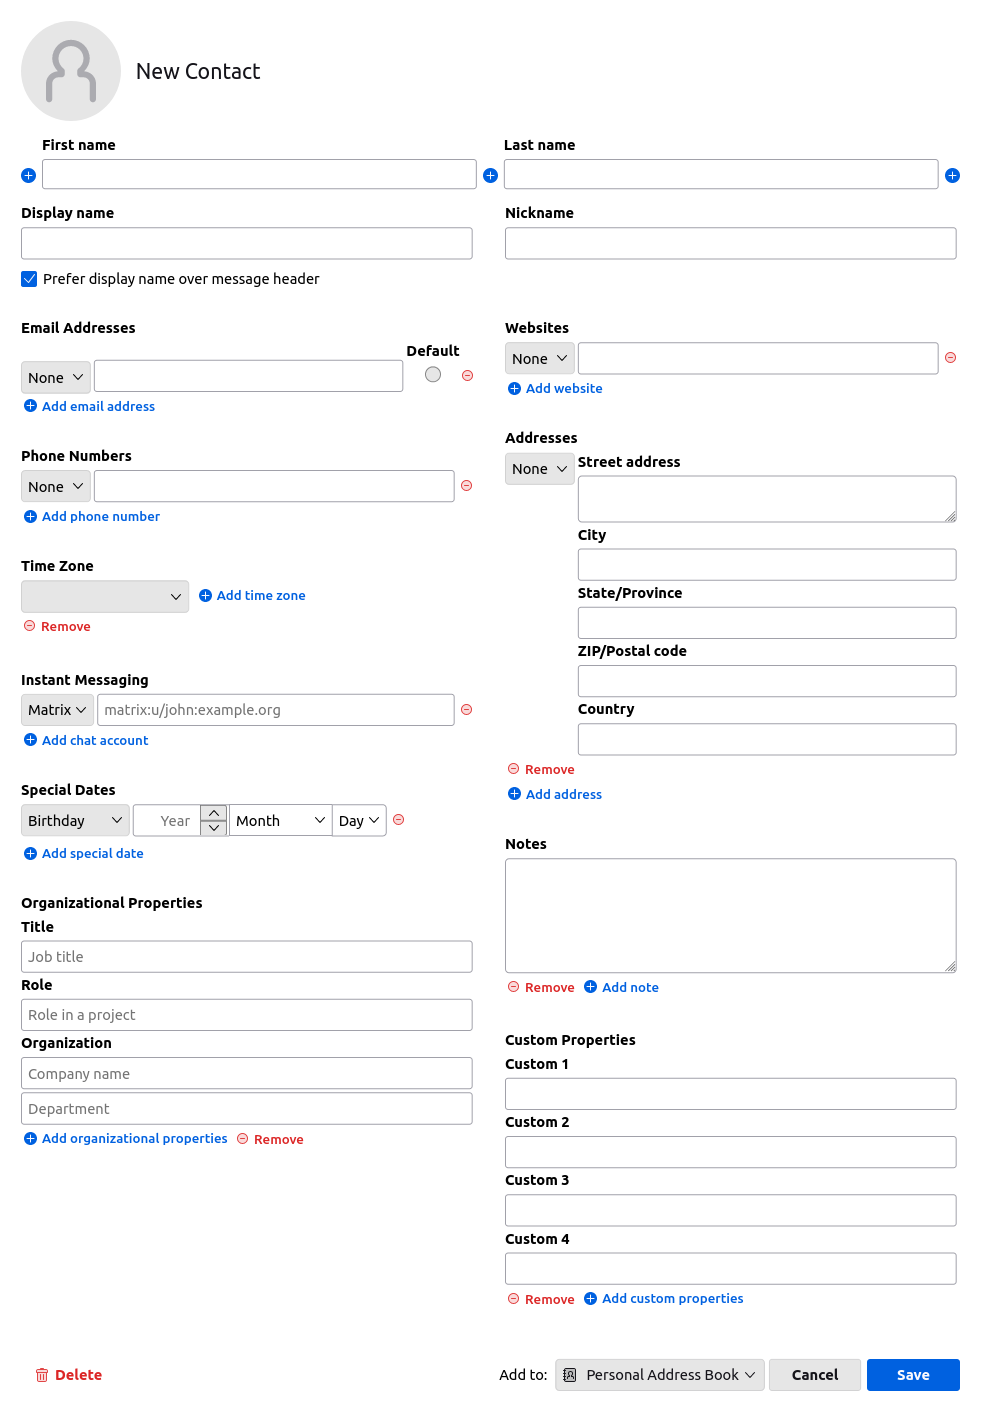 New Contact
First name
Last name
Display name
Nickname
Prefer display name over message header
Email Addresses
Default
None
Add email address
Phone Numbers
None
Add phone number
Time Zone
Add time zone
Remove
Instant Messaging
Matrix
matrix:u/john:example.org
Add chat account
Special Dates
Birthday
Year
Month
Day
Add special date
Organizational Properties
Title
Job title
Role
Role in a project
Organization
Company name
Department
Add organizational properties
Remove
Websites
None
Add website
Addresses
None
Street address
City
State/Province
ZIP/Postal code
Country
Remove
Add address
Notes
Remove
Add note
Custom Properties
Custom 1
Custom 2
Custom 3
Custom 4
Remove
Add custom properties
Delete
Add to:
Personal Address Book
Cancel
Save